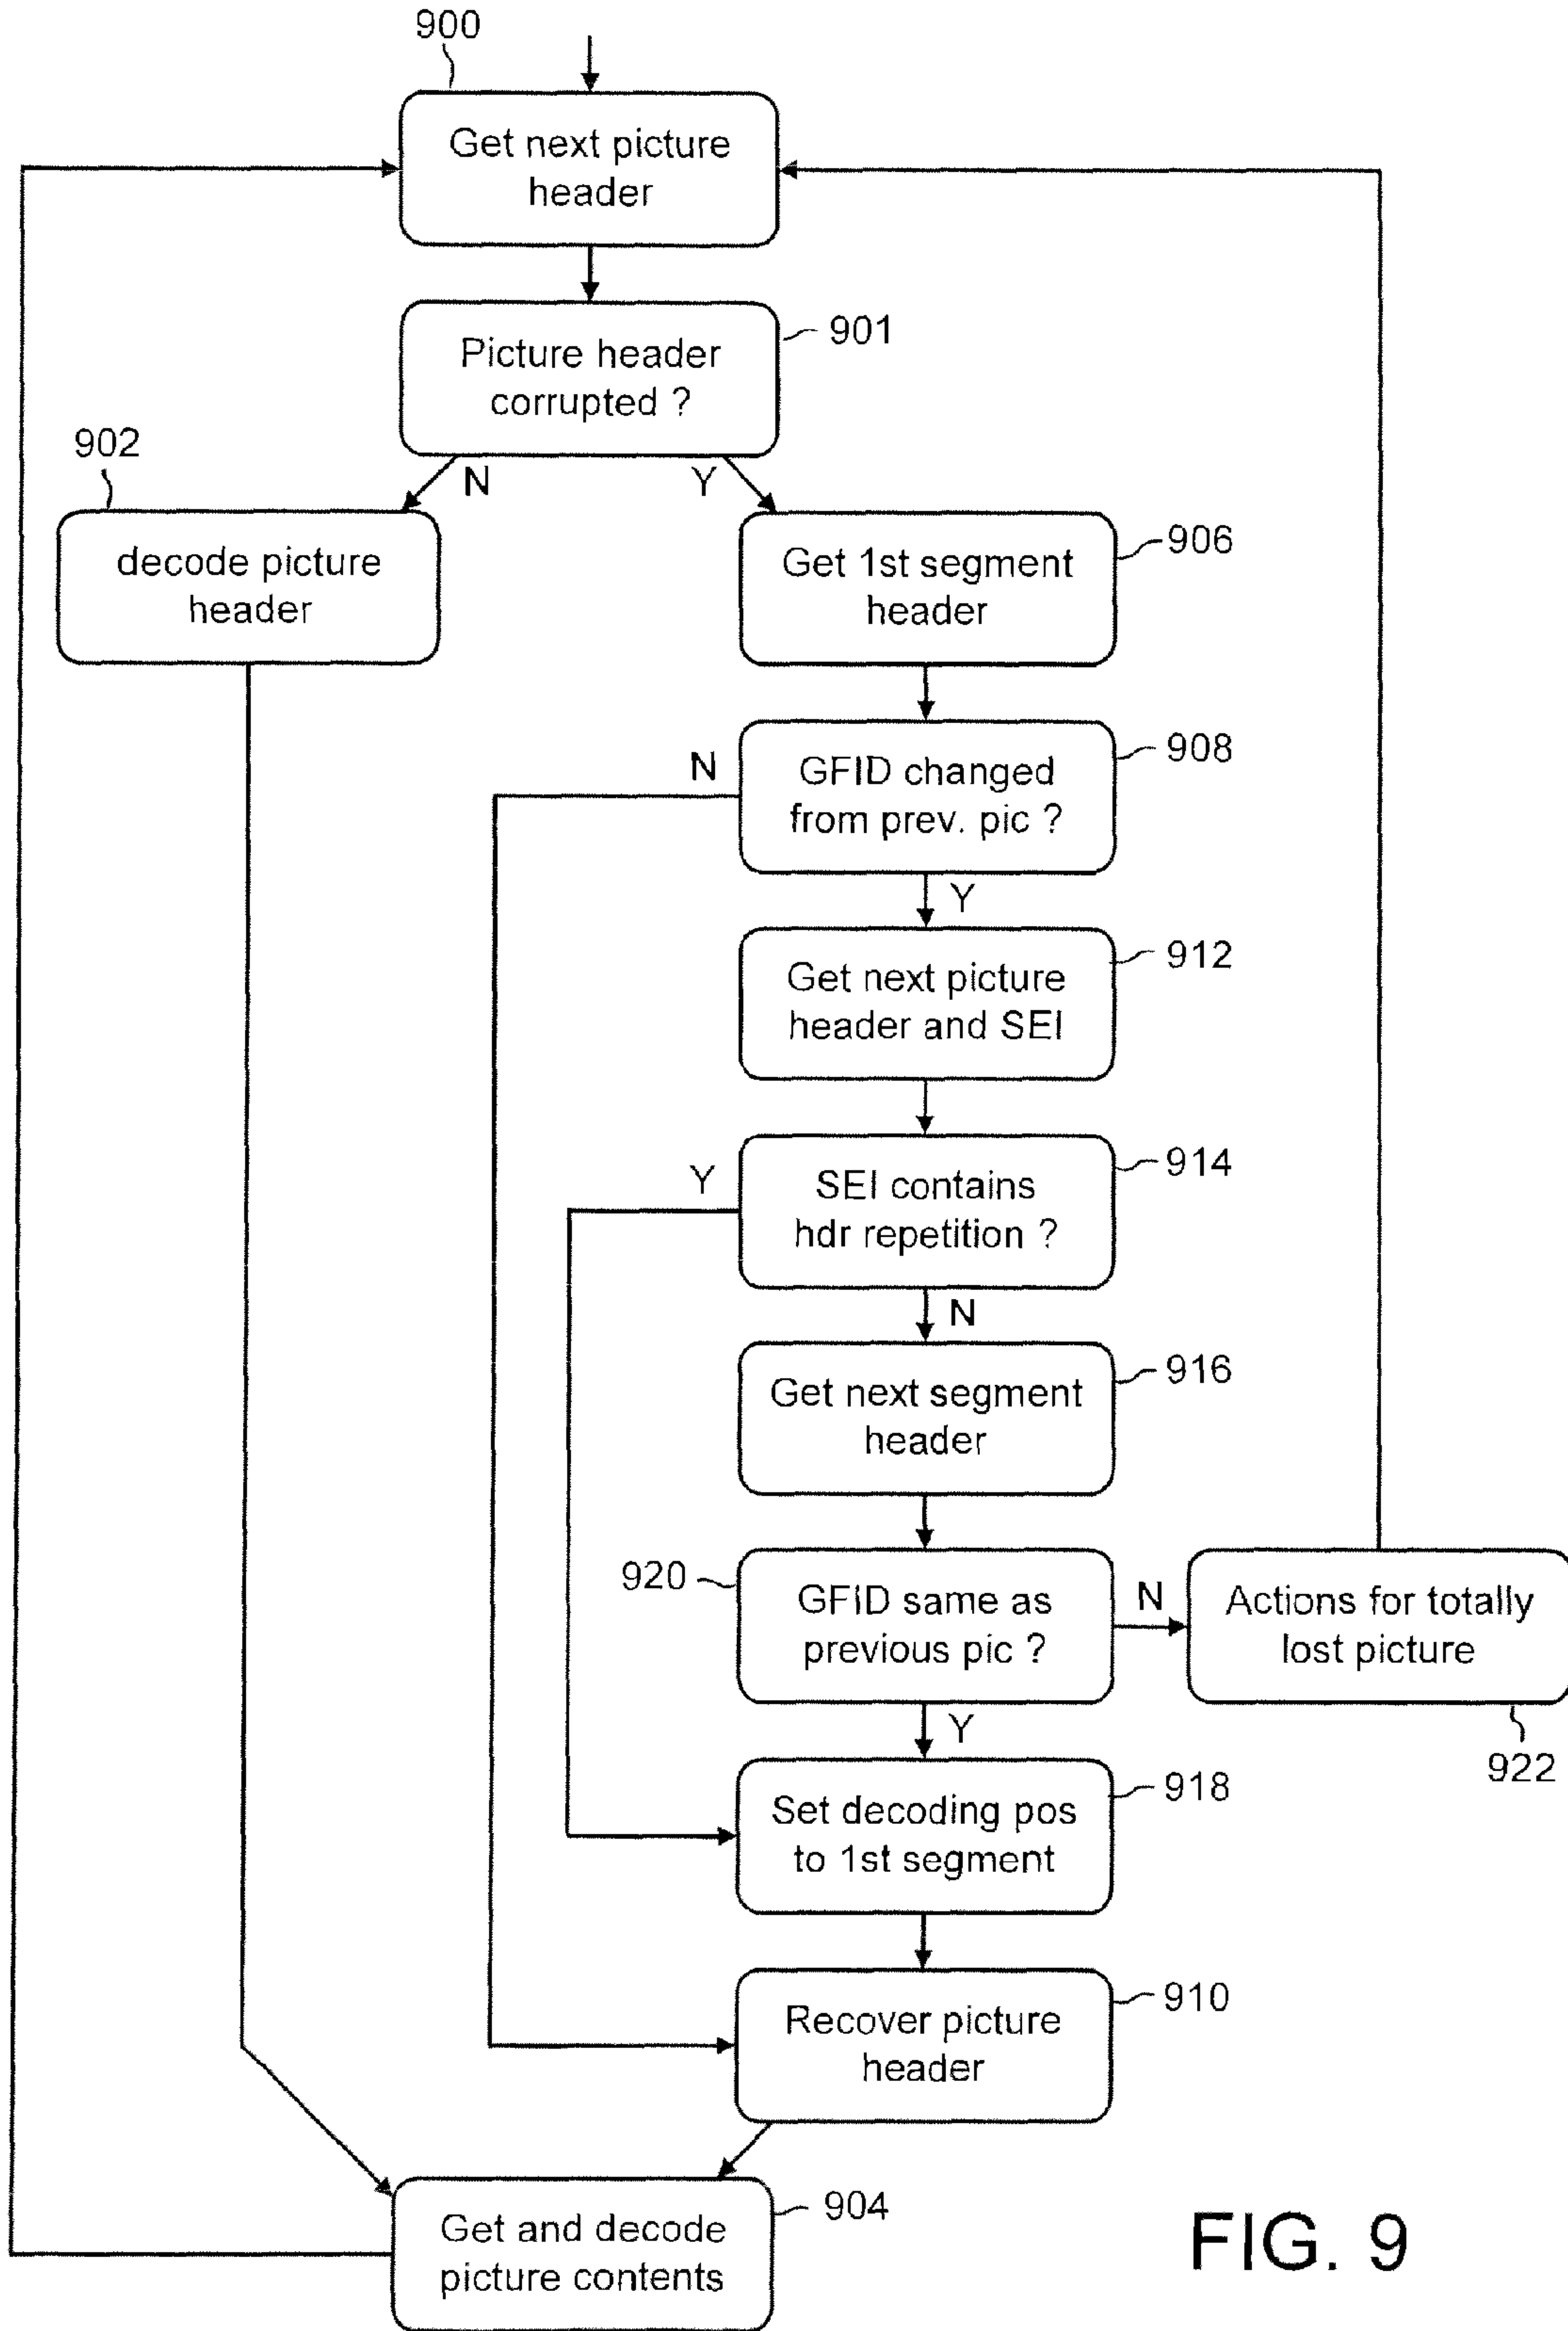 900
Get next picture
header
901
Picture header
corrupted ?
902
N
Y
decode picture
header
906
Get 1st segment
header
908
N
GFID changed
from prev. pic ?
Y
912
Get next picture
header and SEI
914
Y
SEI contains
hdr repetition ?
N
916
Get next segment
header
920
GFID same as
previous pic ?
N
Actions for totally
lost picture
Y
922
918
Set decoding pos
to 1st segment
910
Recover picture
header
904
Get and decode
picture contents
FIG. 9